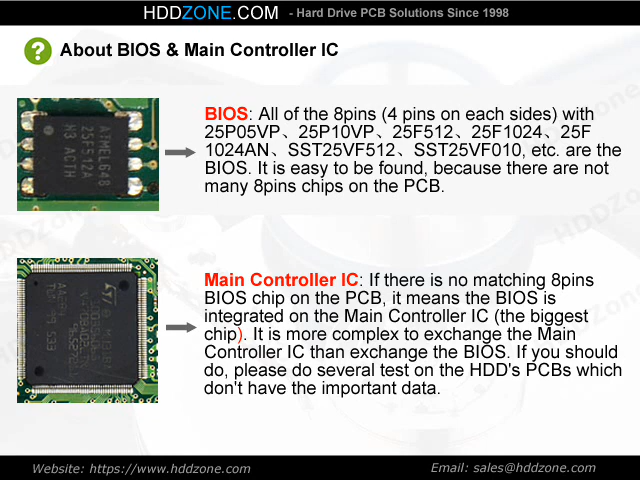 HDDZONE.COM - Hard Drive PCB Solutions Since 1998
? About BIOS & Main Controller IC
ATMEL648
25F512A
N3 ACTH
BIOS: All of the 8pins (4 pins on each sides) with
25P05VP、25P10VP、25F512、25F1024、25F
1024AN、SST25VF512、SST25VF010, etc. are the
BIOS. It is easy to be found, because there are not
many 8pins chips on the PCB.
Main Controller IC: If there is no matching 8pins
BIOS chip on the PCB, it means the BIOS is
integrated on the Main Controller IC (the biggest
chip). It is more complex to exchange the Main
Controller IC than exchange the BIOS. If you should
do, please do several test on the HDD's PCBs which
don't have the important data.
Website: https://www.hddzone.com
Email: sales@hddzone.com